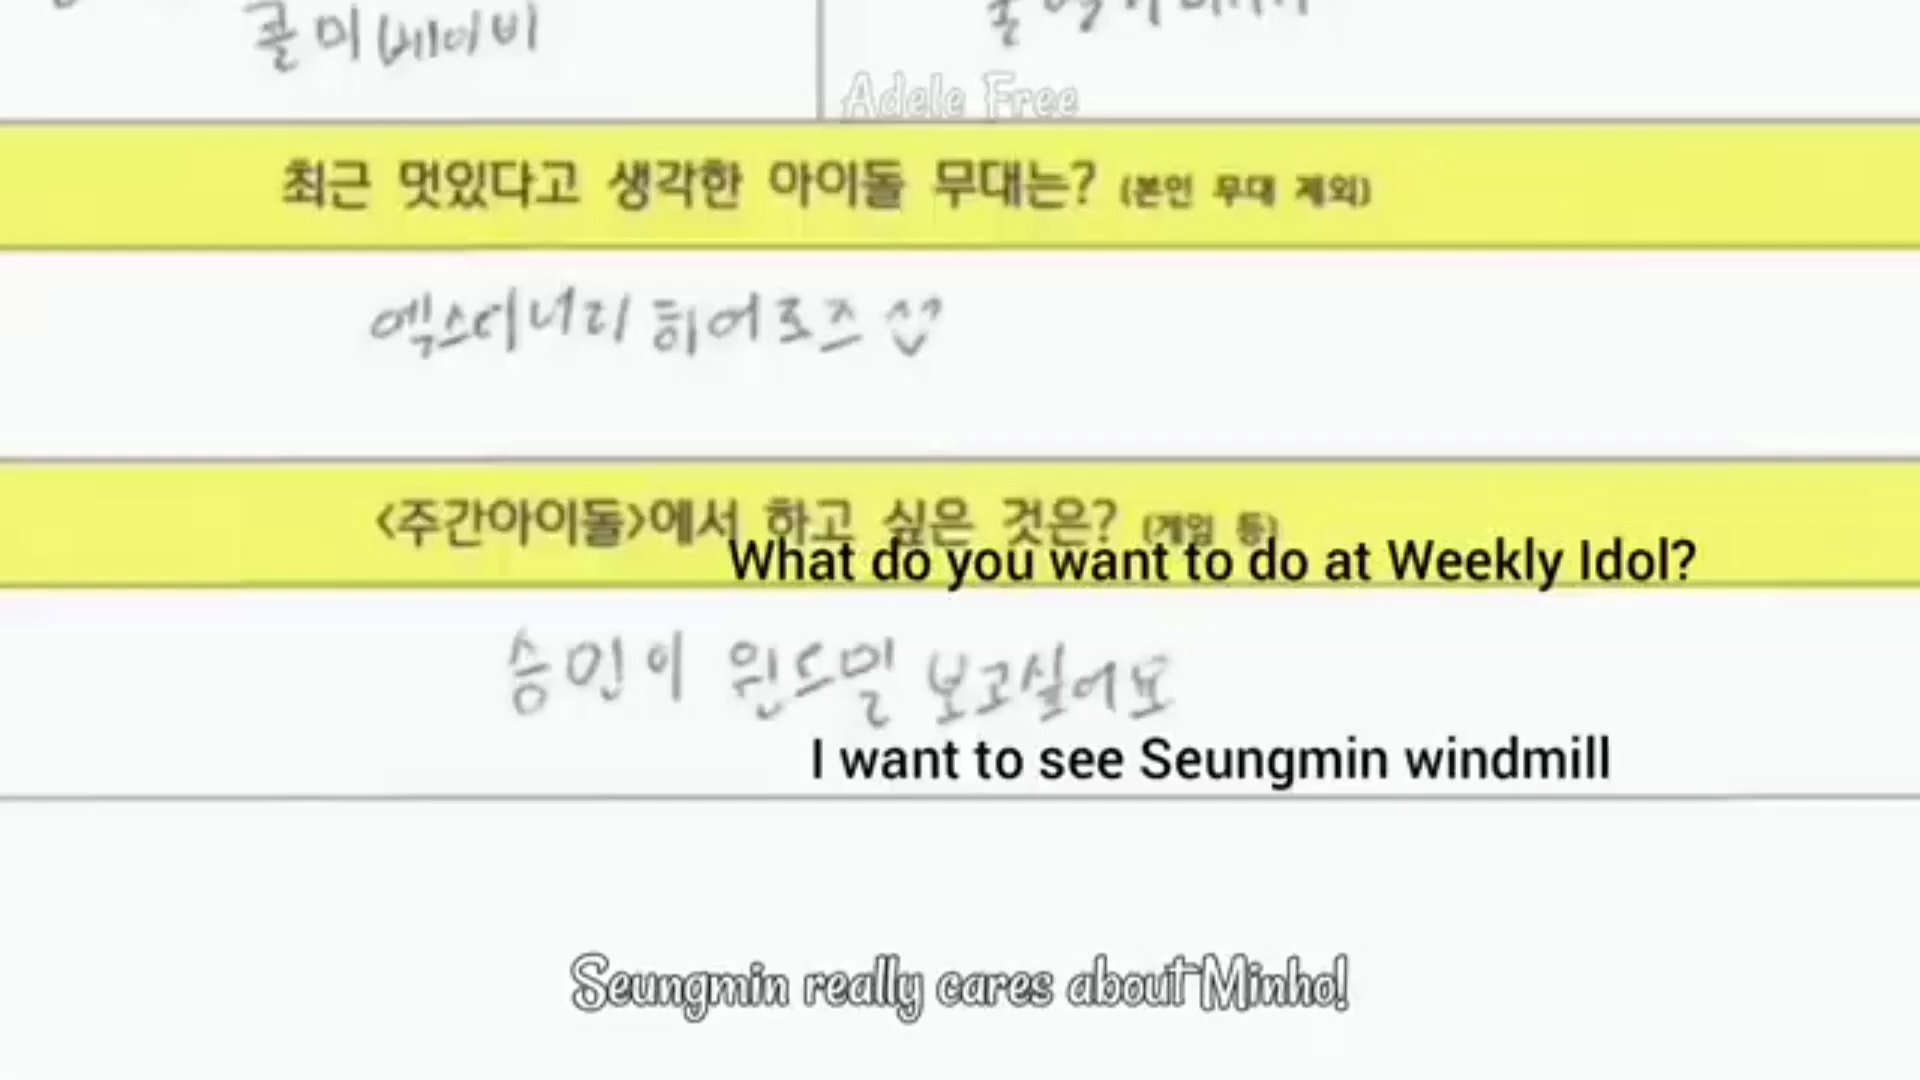 콜미베이비
Adele Free
최근 멋있다고 생각한 아이돌 무대는? (본인 무대 제외)
엑스디너리 히어로즈 ^^
<주간아이돌>에서 하고 싶은 것은? (게임 등)
What do you want to do at Weekly Idol?
승민이 윈드밀 보고싶어요
I want to see Seungmin windmill
Seungmin really cares about Minho!